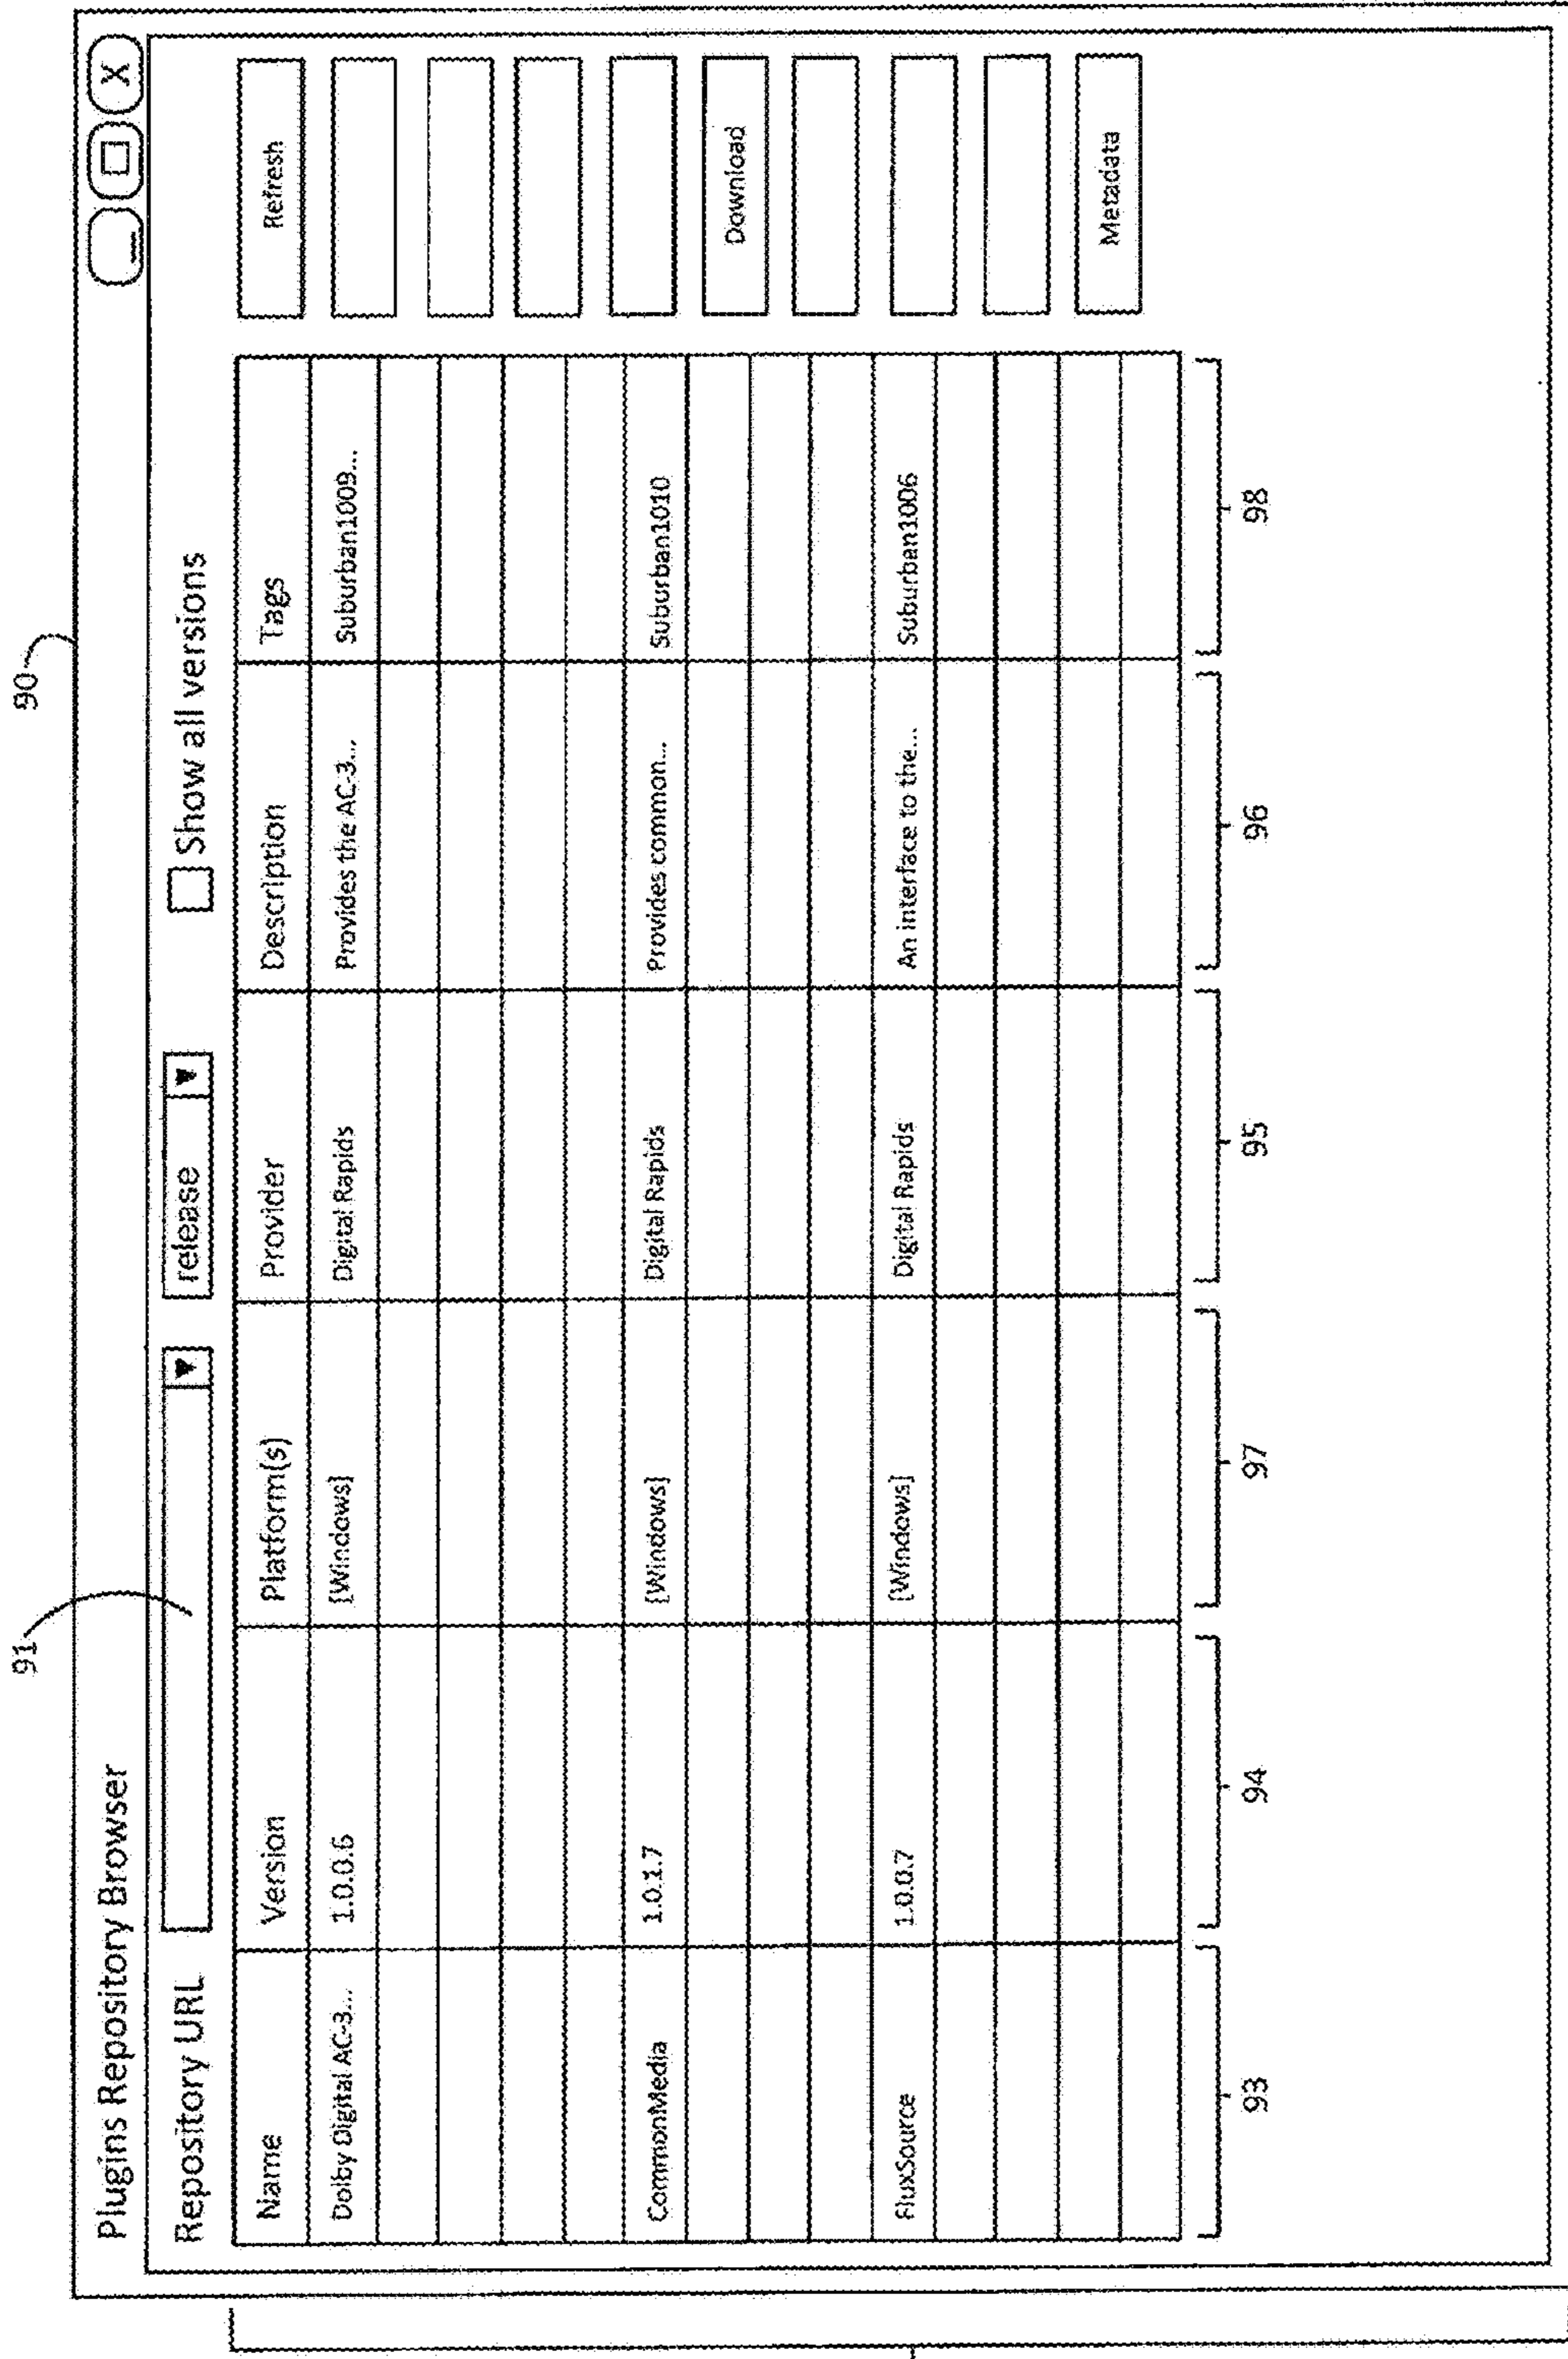 90
91
Plugins Repository Browser
X
Repository URL
release
Show all versions
Name Version Platform(s) Provider Description Tags
Dolby Digital AC-3... 1.0.0.6 [Windows] Digital Rapids Provides the AC-3... Suburban1009...
CommonMedia 1.0.1.7 [Windows] Digital Rapids Provides common... Suburban1010
FluxSource 1.0.0.7 [Windows] Digital Rapids An interface to the... Suburban1006
Refresh
Download
Metadata
93 94 97 95 96 98